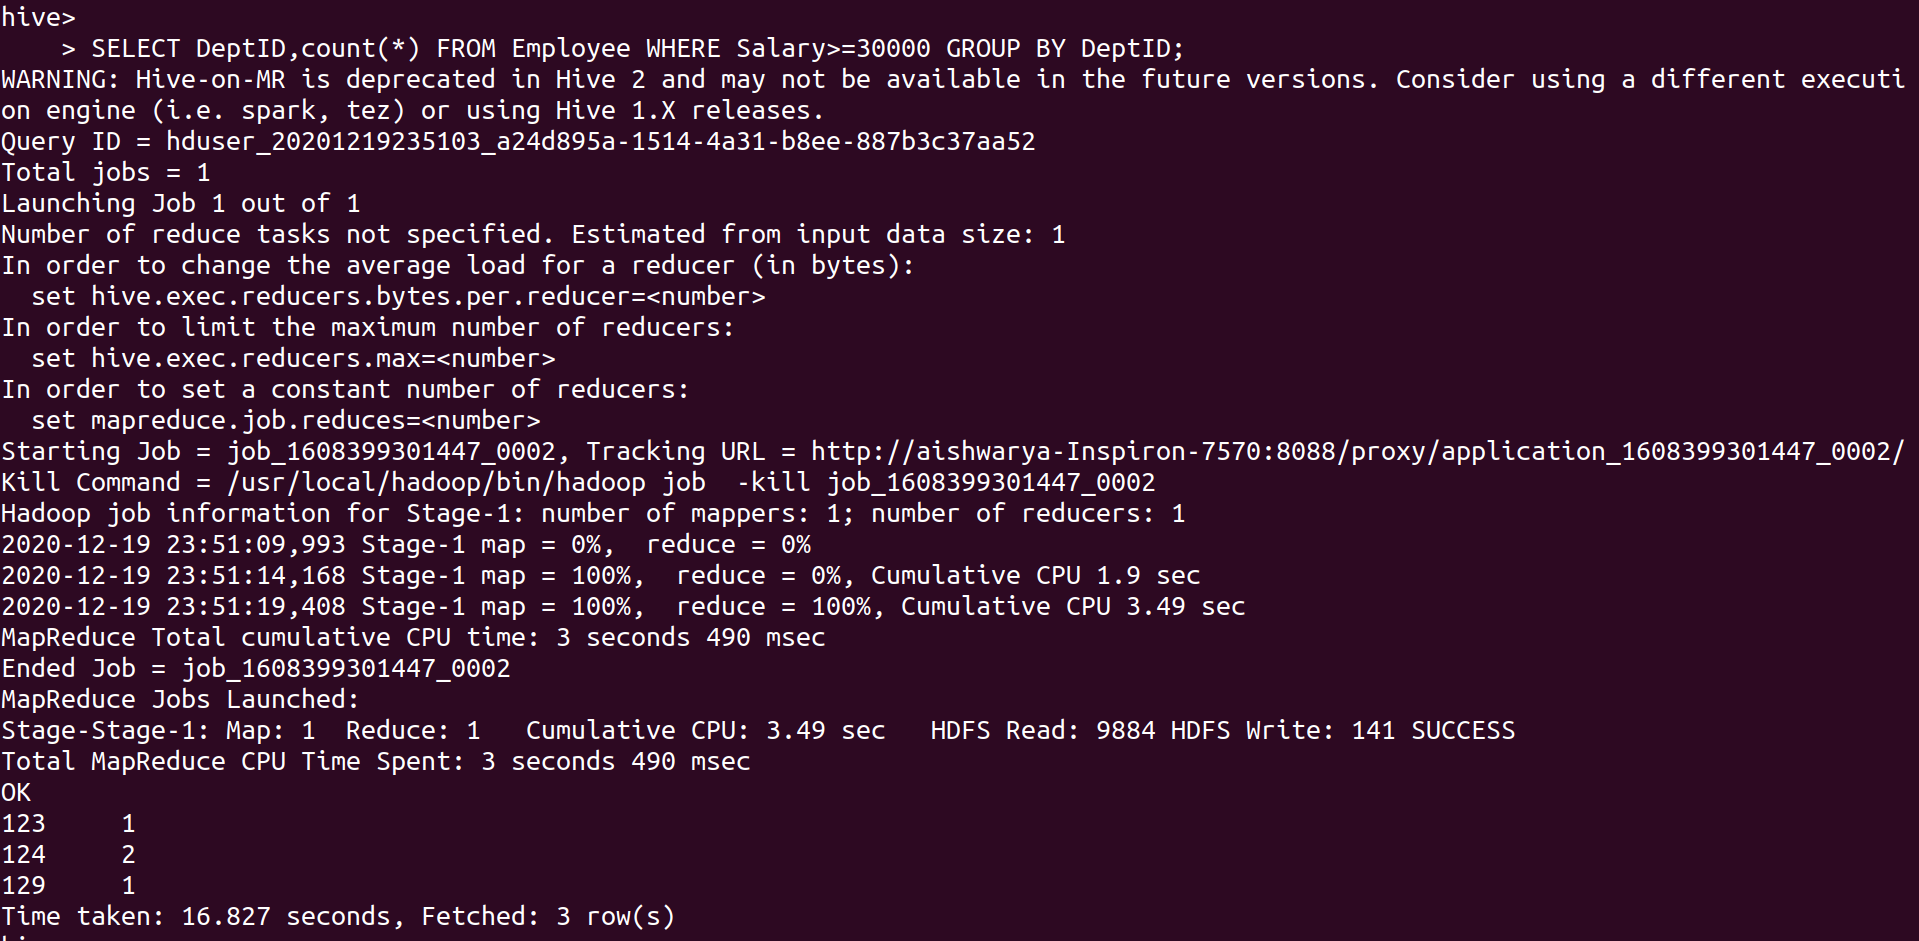 hive>
    > SELECT DeptID,count(*) FROM Employee WHERE Salary>=30000 GROUP BY DeptID;
WARNING: Hive-on-MR is deprecated in Hive 2 and may not be available in the future versions. Consider using a different executi
on engine (i.e. spark, tez) or using Hive 1.X releases.
Query ID = hduser_20201219235103_a24d895a-1514-4a31-b8ee-887b3c37aa52
Total jobs = 1
Launching Job 1 out of 1
Number of reduce tasks not specified. Estimated from input data size: 1
In order to change the average load for a reducer (in bytes):
  set hive.exec.reducers.bytes.per.reducer=<number>
In order to limit the maximum number of reducers:
  set hive.exec.reducers.max=<number>
In order to set a constant number of reducers:
  set mapreduce.job.reduces=<number>
Starting Job = job_1608399301447_0002, Tracking URL = http://aishwarya-Inspiron-7570:8088/proxy/application_1608399301447_0002/
Kill Command = /usr/local/hadoop/bin/hadoop job  -kill job_1608399301447_0002
Hadoop job information for Stage-1: number of mappers: 1; number of reducers: 1
2020-12-19 23:51:09,993 Stage-1 map = 0%,  reduce = 0%
2020-12-19 23:51:14,168 Stage-1 map = 100%,  reduce = 0%, Cumulative CPU 1.9 sec
2020-12-19 23:51:19,408 Stage-1 map = 100%,  reduce = 100%, Cumulative CPU 3.49 sec
MapReduce Total cumulative CPU time: 3 seconds 490 msec
Ended Job = job_1608399301447_0002
MapReduce Jobs Launched:
Stage-Stage-1: Map: 1  Reduce: 1   Cumulative CPU: 3.49 sec   HDFS Read: 9884 HDFS Write: 141 SUCCESS
Total MapReduce CPU Time Spent: 3 seconds 490 msec
OK
123     1
124     2
129     1
Time taken: 16.827 seconds, Fetched: 3 row(s)